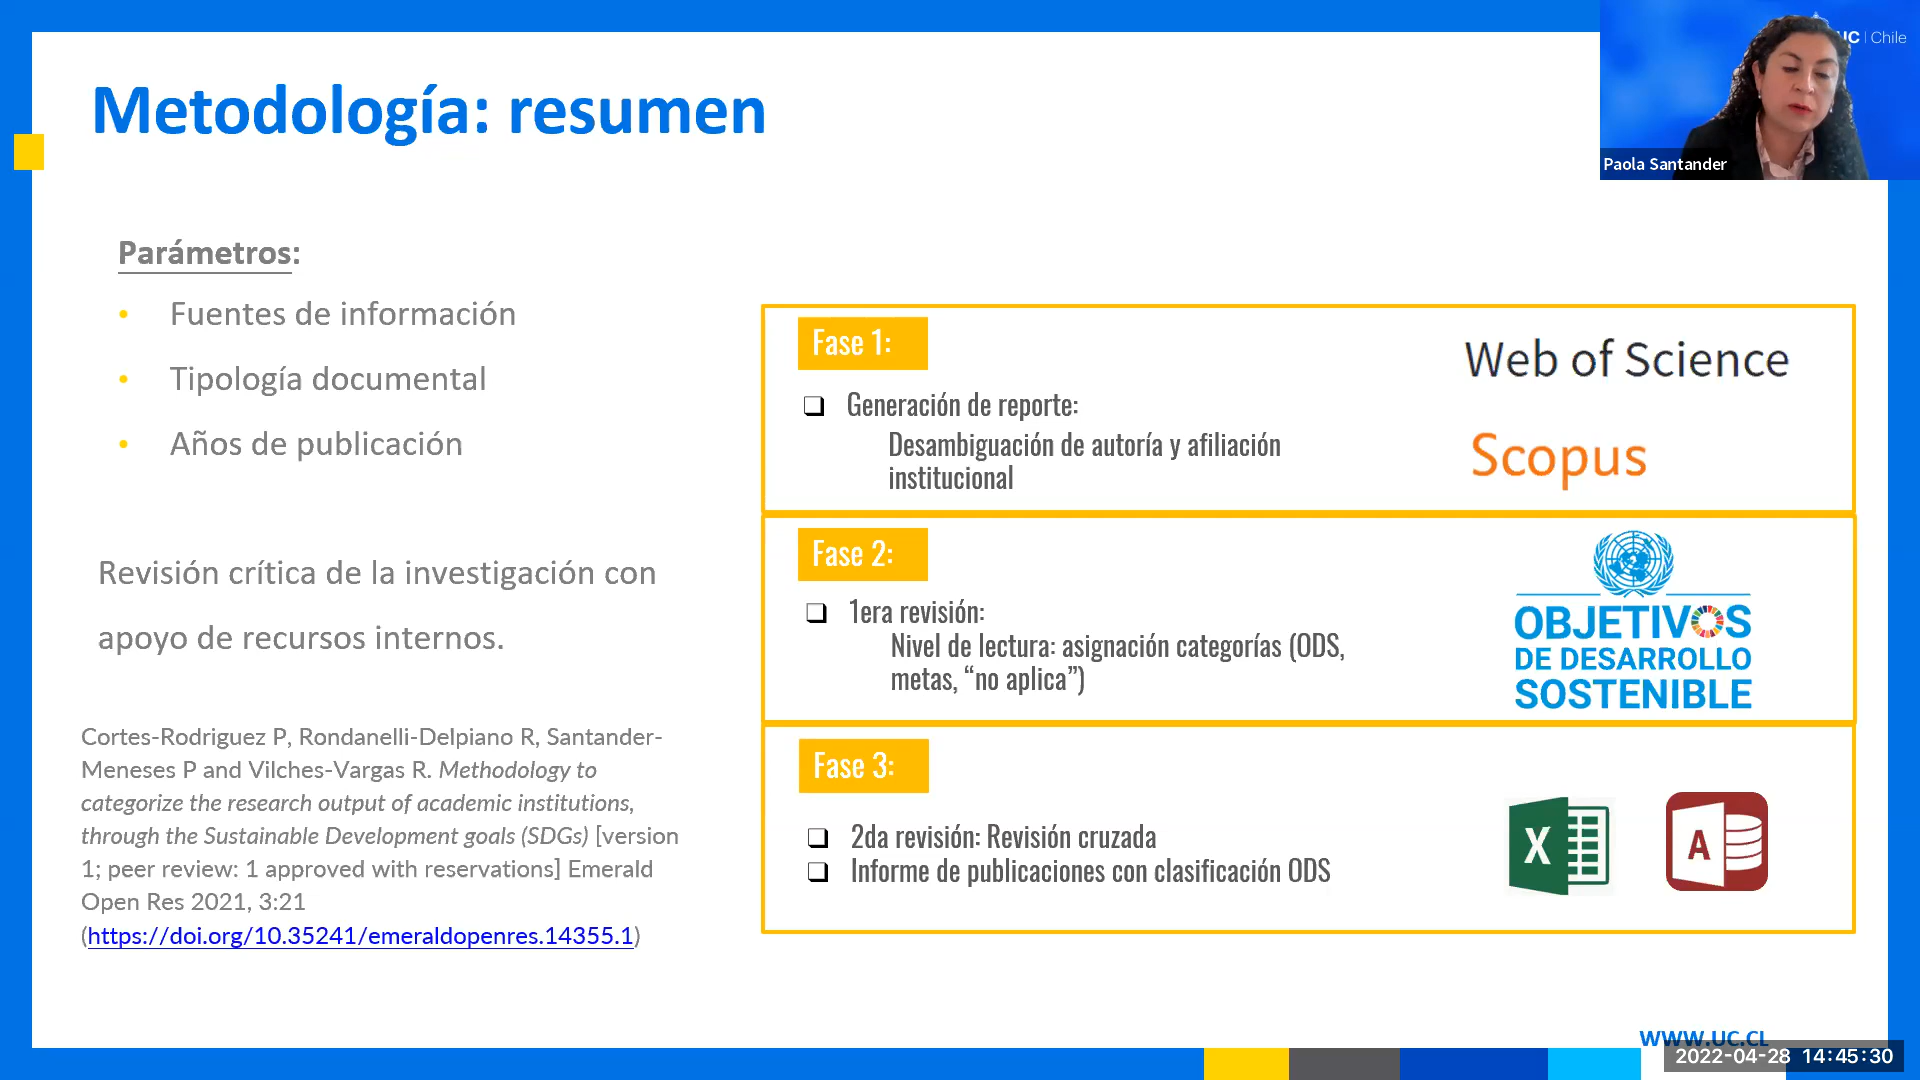 Metodología: resumen
UC | Chile
Paola Santander
Parámetros:
• Fuentes de información
• Tipología documental
• Años de publicación
Revisión crítica de la investigación con
apoyo de recursos internos.
Cortes-Rodriguez P, Rondanelli-Delpiano R, Santander-
Meneses P and Vilches-Vargas R. Methodology to
categorize the research output of academic institutions,
through the Sustainable Development goals (SDGs) [version
1; peer review: 1 approved with reservations] Emerald
Open Res 2021, 3:21
(https://doi.org/10.35241/emeraldopenres.14355.1)
Fase 1:
❑ Generación de reporte:
Desambiguación de autoría y afiliación
institucional
Web of Science
Scopus
Fase 2:
❑ 1era revisión:
Nivel de lectura: asignación categorías (ODS,
metas, “no aplica”)
OBJETIVOS
DE DESARROLLO
SOSTENIBLE
Fase 3:
❑ 2da revisión: Revisión cruzada
❑ Informe de publicaciones con clasificación ODS
X
A
WWW.UC.CL
2022-04-28 14:45:30